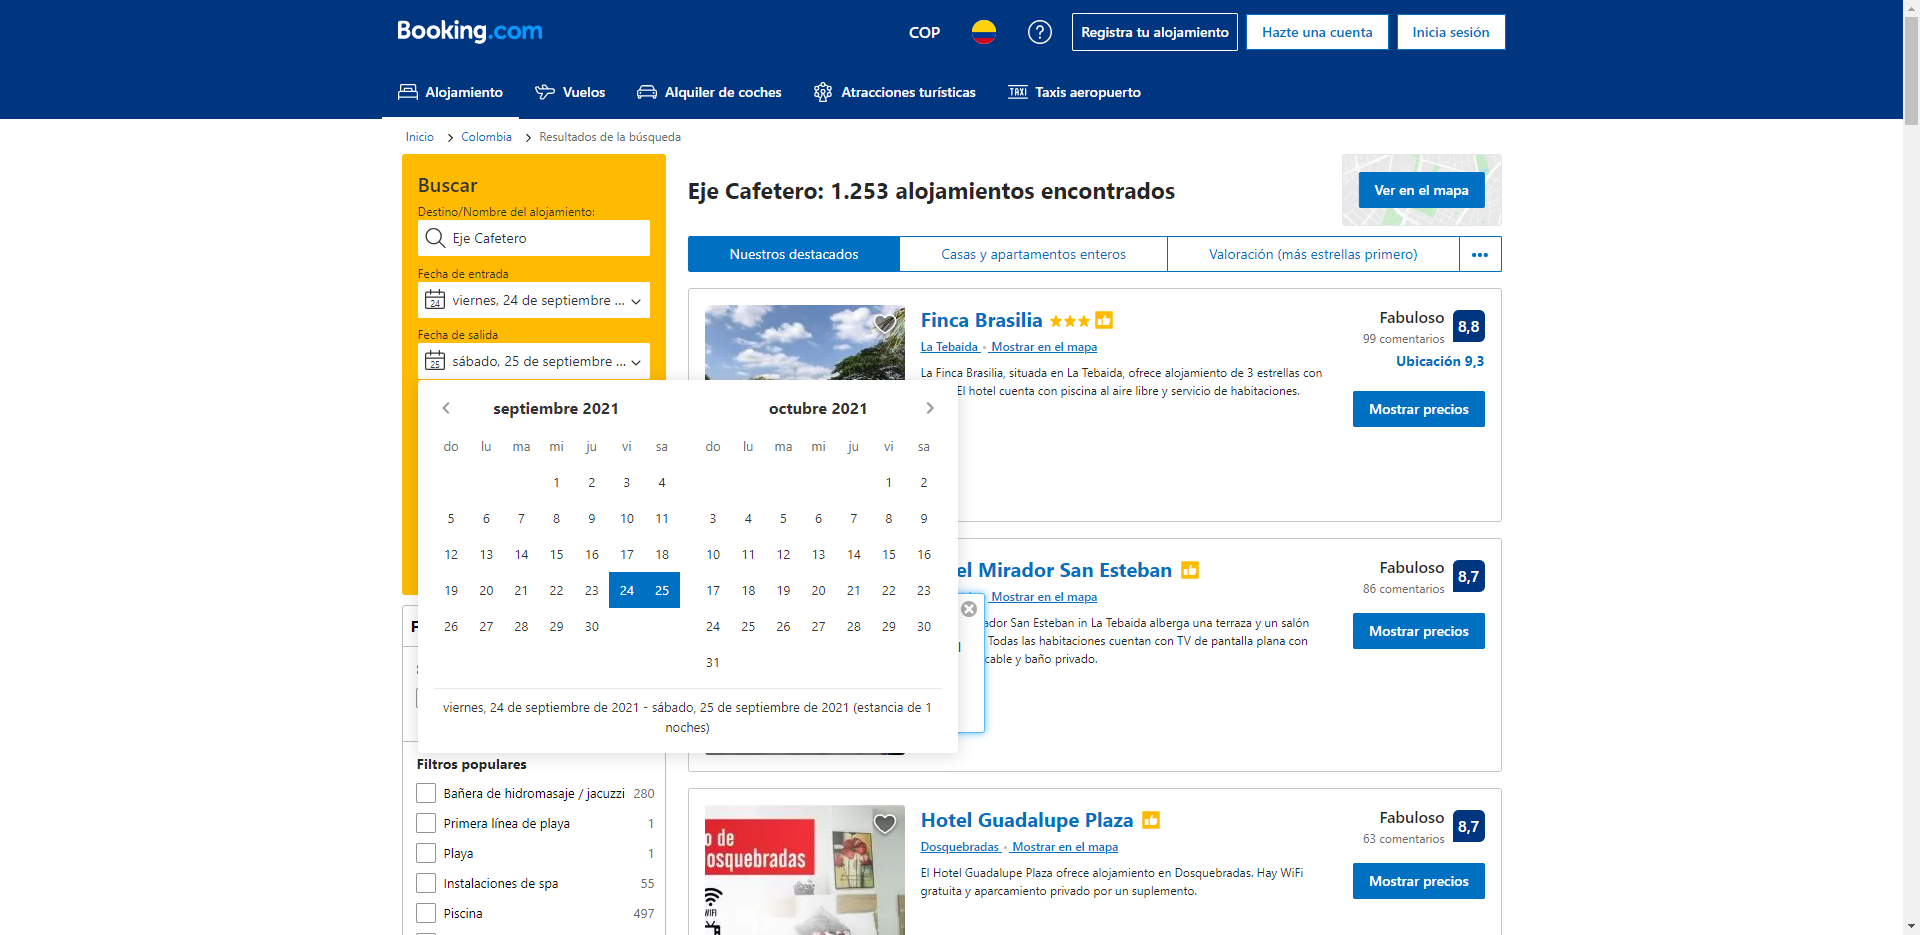 Booking.com
COP
Registra tu alojamiento
Hazte una cuenta
Inicia sesión
Alojamiento
Vuelos
Alquiler de coches
Atracciones turísticas
TAXI
Taxis aeropuerto
Inicio
Colombia
Resultados de la búsqueda
Buscar
Destino/Nombre del alojamiento:
Eje Cafetero
Fecha de entrada
24
viernes, 24 de septiembre ...
Fecha de salida
25
sábado, 25 de septiembre ...
septiembre 2021
do lu ma mi ju vi sa
1 2 3 4
5 6 7 8 9 10 11
12 13 14 15 16 17 18
19 20 21 22 23 24 25
26 27 28 29 30
octubre 2021
do lu ma mi ju vi sa
1 2
3 4 5 6 7 8 9
10 11 12 13 14 15 16
17 18 19 20 21 22 23
24 25 26 27 28 29 30
31
viernes, 24 de septiembre de 2021 - sábado, 25 de septiembre de 2021 (estancia de 1
noches)
Filtros populares
Bañera de hidromasaje / jacuzzi 280
Primera línea de playa 1
Playa 1
Instalaciones de spa 55
Piscina 497
Eje Cafetero: 1.253 alojamientos encontrados
Ver en el mapa
Nuestros destacados
Casas y apartamentos enteros
Valoración (más estrellas primero)
Finca Brasilia
La Tebaida • Mostrar en el mapa
La Finca Brasilia, situada en La Tebaida, ofrece alojamiento de 3 estrellas con
El hotel cuenta con piscina al aire libre y servicio de habitaciones.
Fabuloso
8,8
99 comentarios
Ubicación 9,3
Mostrar precios
el Mirador San Esteban
Mostrar en el mapa
ador San Esteban in La Tebaida alberga una terraza y un salón
Todas las habitaciones cuentan con TV de pantalla plana con
cable y baño privado.
Fabuloso
8,7
86 comentarios
Mostrar precios
o de
osquebradas
WIFI
Hotel Guadalupe Plaza
Dosquebradas • Mostrar en el mapa
El Hotel Guadalupe Plaza ofrece alojamiento en Dosquebradas. Hay WiFi
gratuita y aparcamiento privado por un suplemento.
Fabuloso
8,7
63 comentarios
Mostrar precios